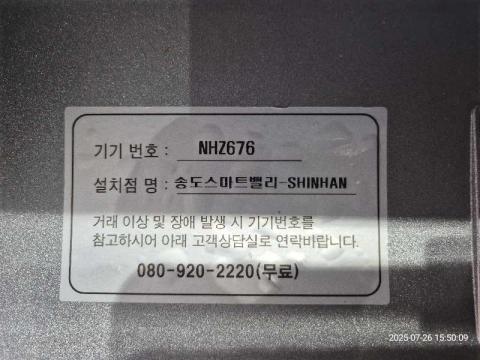 기기 번호 : NHZ676
설치점 명 : 송도스마트밸리-SHINHAN
거래 이상 및 장애 발생 시 기기번호를
참고하시어 아래 고객상담실로 연락바랍니다.
080-920-2220(무료)
2025-07-26 15:50:09